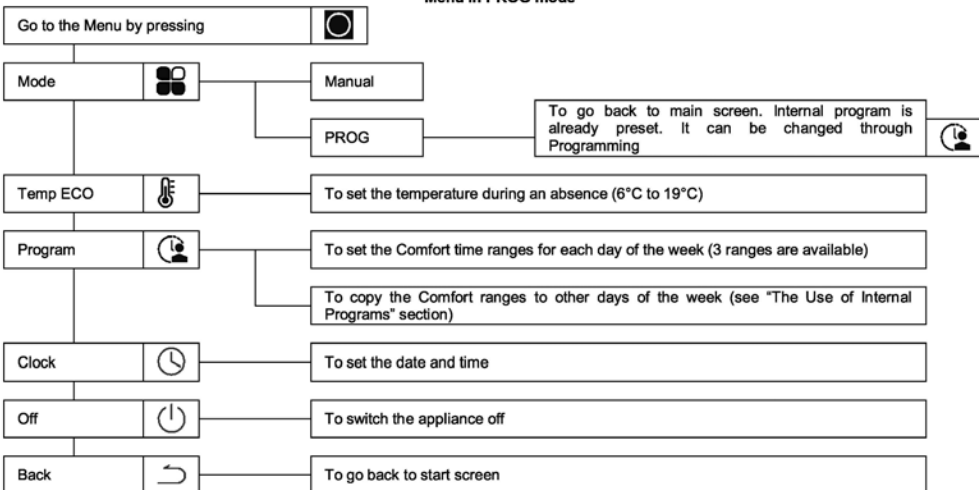 Menu in PROG mode
Go to the Menu by pressing
Mode
Manual
PROG
To go back to main screen. Internal program is
already preset. It can be changed through
Programming
Temp ECO
To set the temperature during an absence (6°C to 19°C)
Program
To set the Comfort time ranges for each day of the week (3 ranges are available)
To copy the Comfort ranges to other days of the week (see “The Use of Internal
Programs” section)
Clock
To set the date and time
Off
To switch the appliance off
Back
To go back to start screen